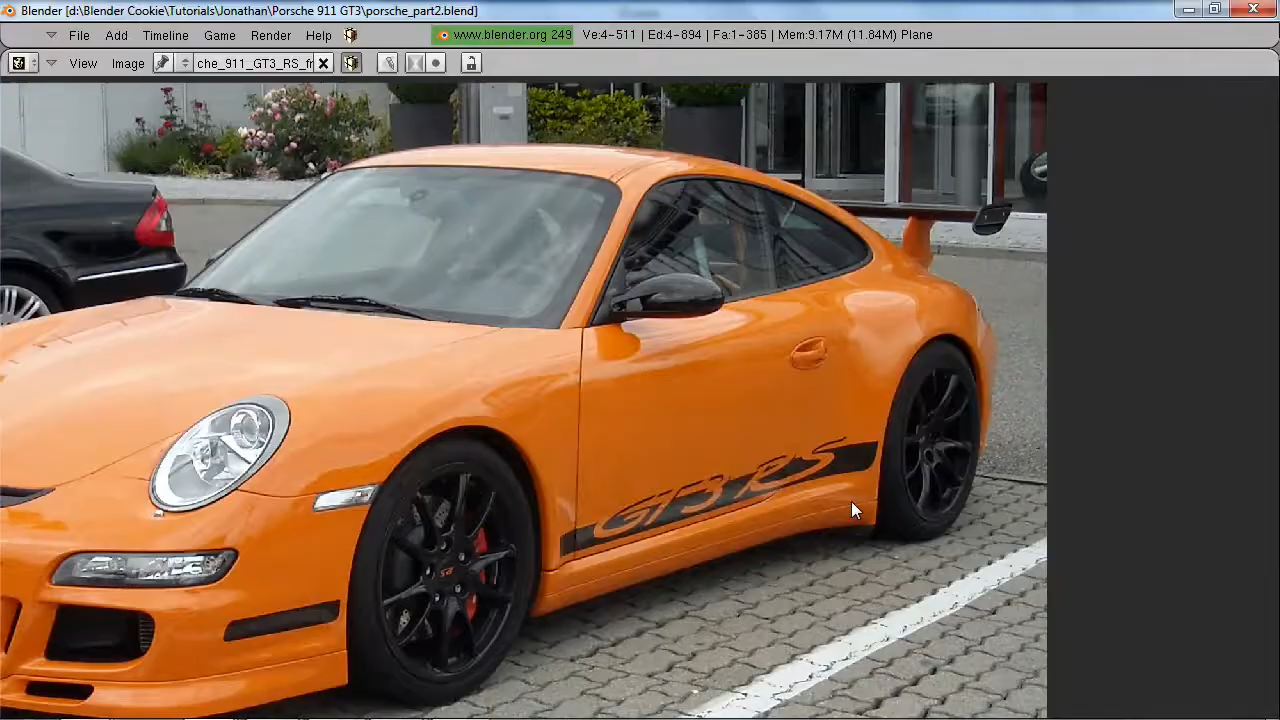 Blender [d:\Blender Cookie\Tutorials\Jonathan\Porsche 911 GT3\porsche_part2.blend]
File Add Timeline Game Render Help www.blender.org 249 Ve:4-511 | Ed:4-894 | Fa:1-385 | Mem:9.17M (11.84M) Plane
View Image che_911_GT3_RS_fr
GT3 RS